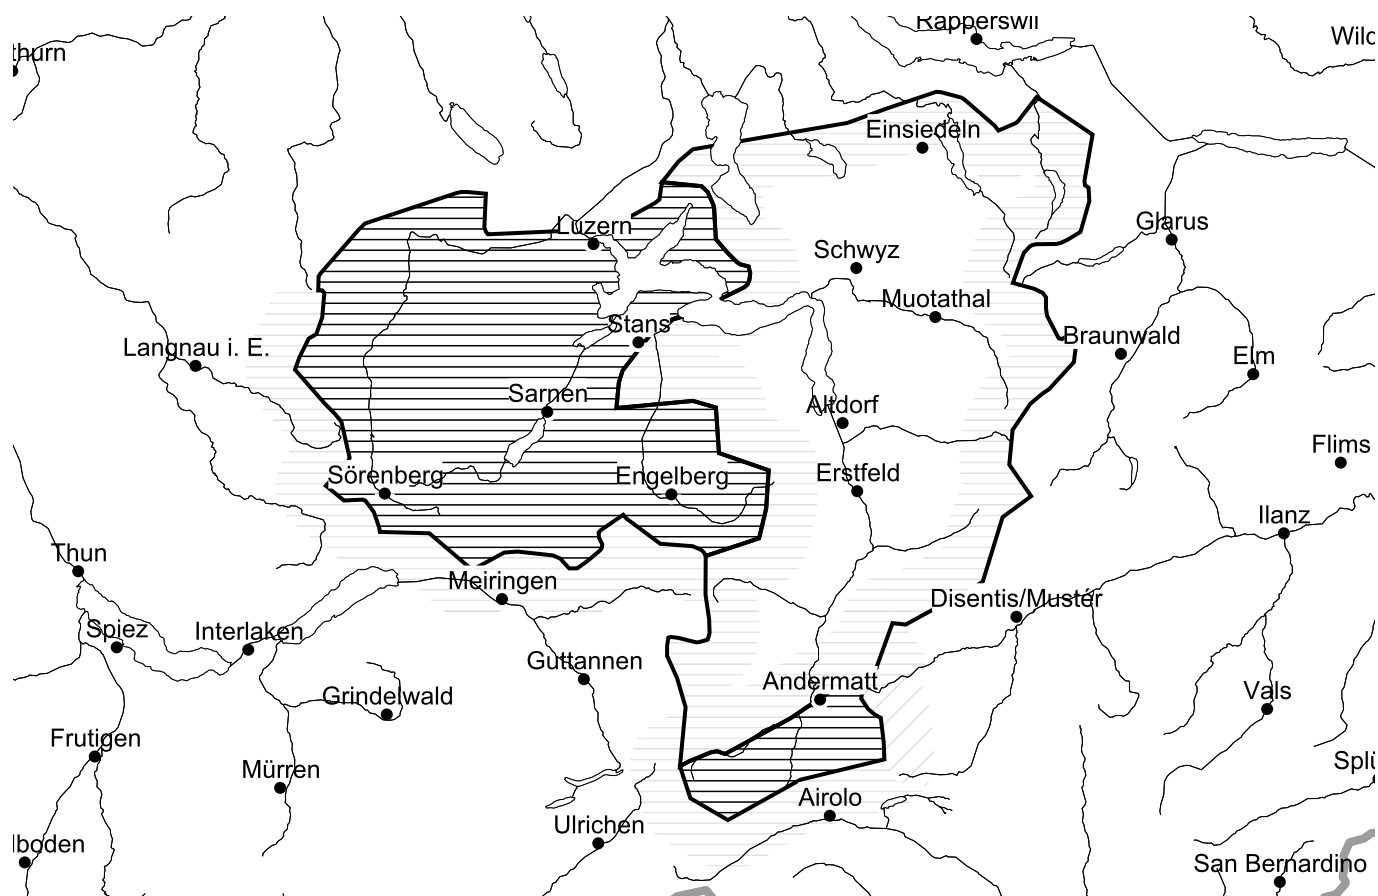 Rapperswil
Wild
thurn
Einsiedeln
Glarus
Luzern
Schwyz
Muotathal
Stans
Braunwald
Langnau i. E.
Elm
Sarnen
Altdorf
Flims
Sörenberg
Engelberg
Erstfeld
Ilanz
Thun
Meiringen
Disentis/Mustér
Spiez
Interlaken
Guttannen
Andermatt
Vals
Grindelwald
Frutigen
Splü
Mürren
Airolo
Ulrichen
lboden
San Bernardino